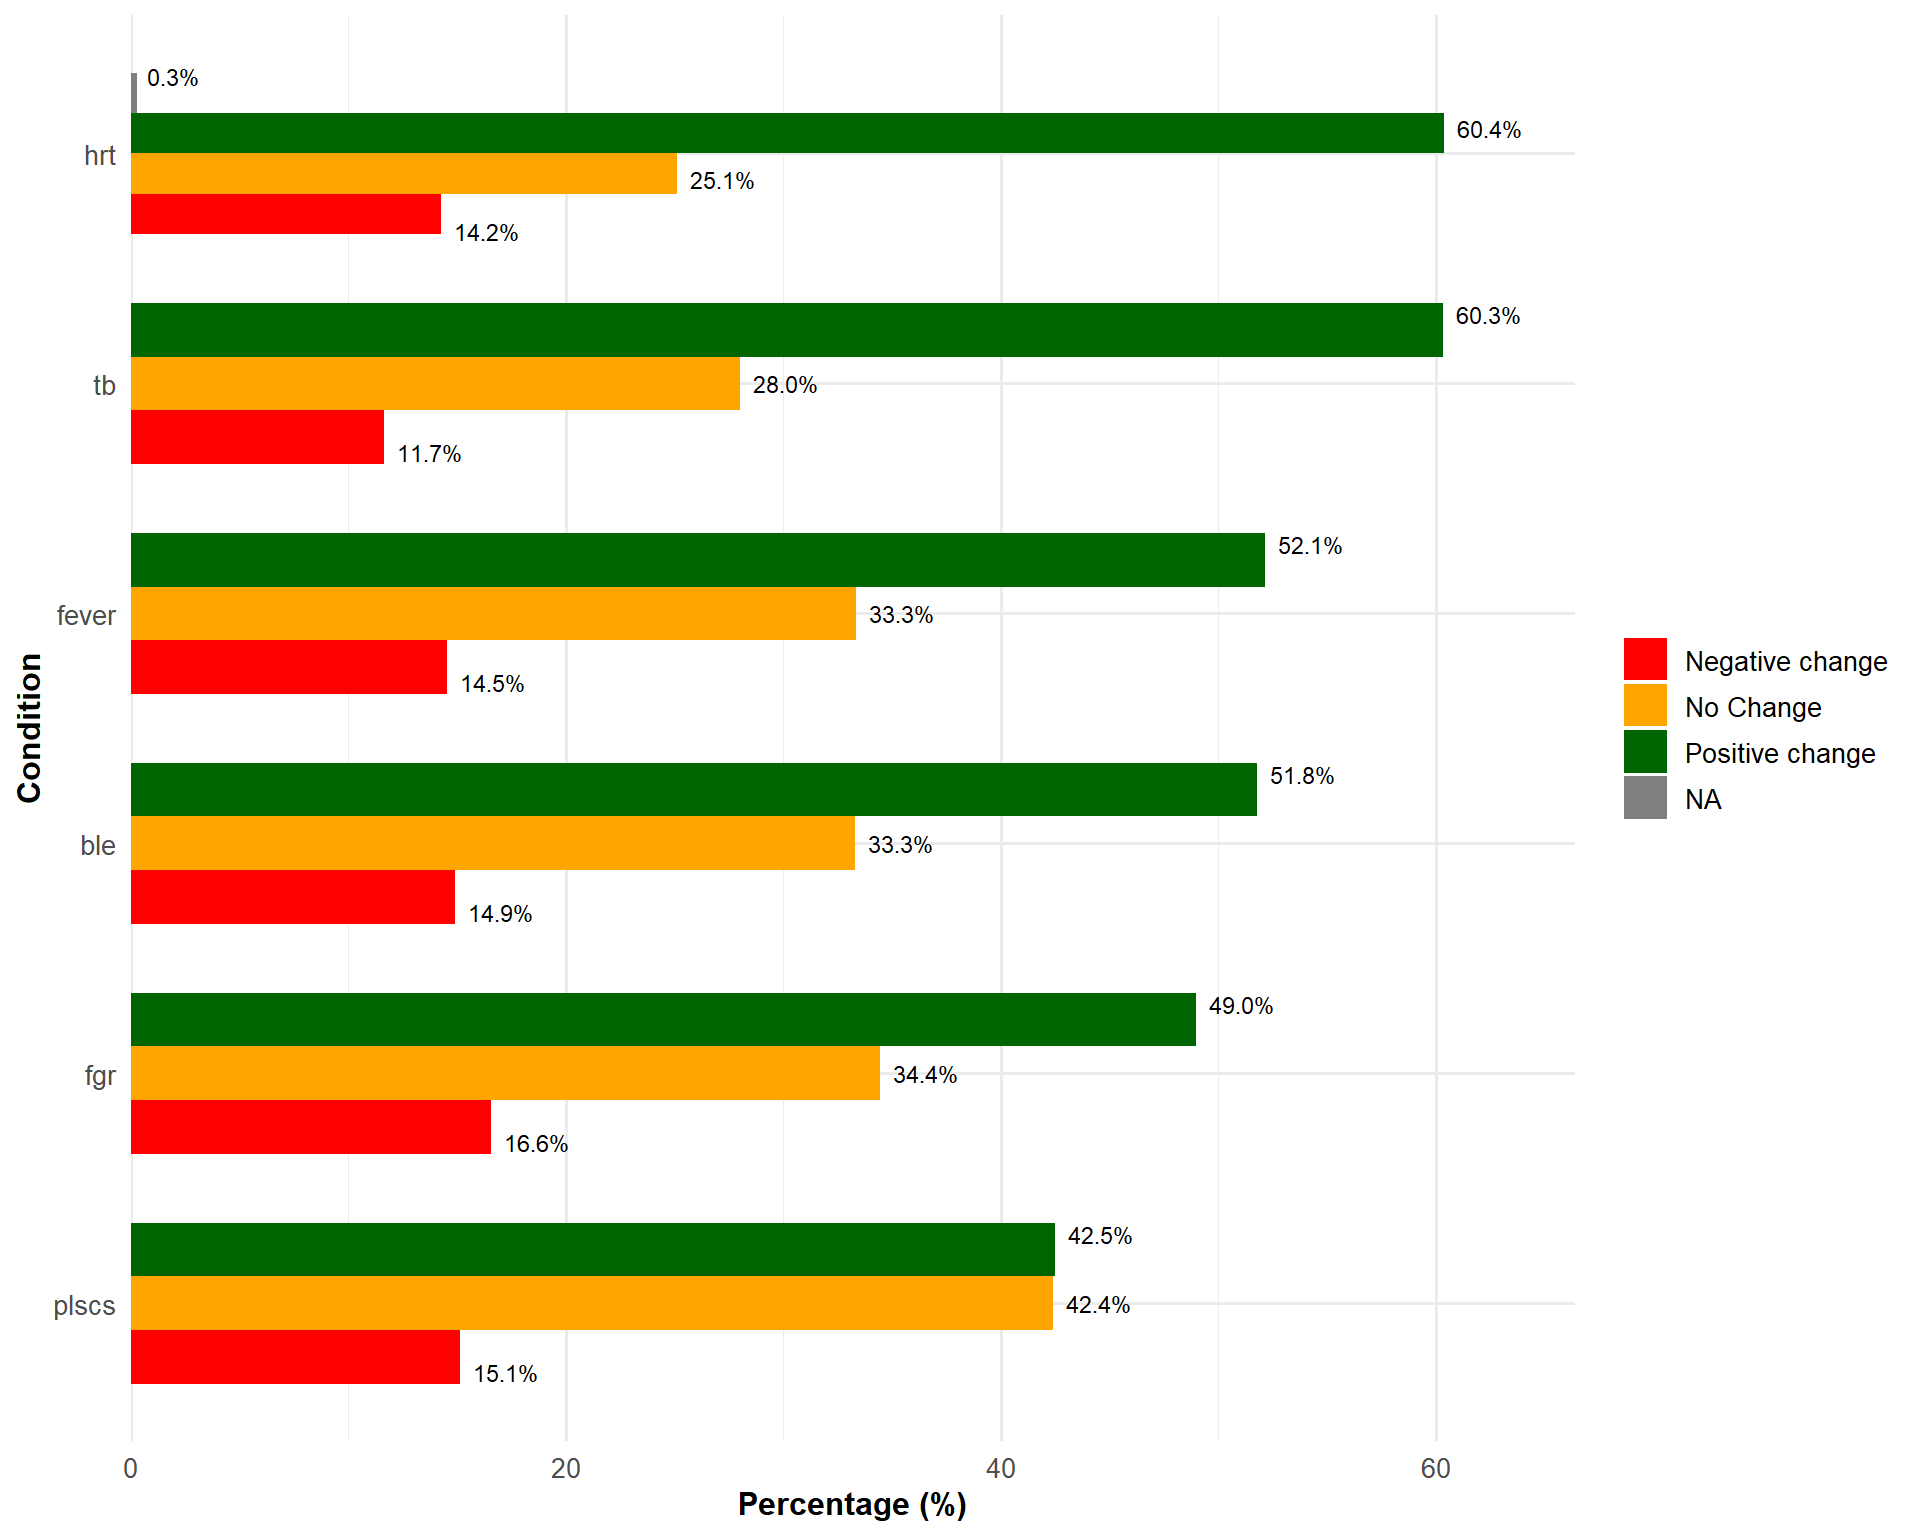 0.3%
60.4%
hrt
25.1%
14.2%
60.3%
tb
28.0%
11.7%
52.1%
fever
33.3%
14.5%
51.8%
ble
33.3%
14.9%
49.0%
fgr
34.4%
16.6%
42.5%
plscs
42.4%
15.1%
0 20 40 60
Percentage (%)
Condition
Negative change
No Change
Positive change
NA